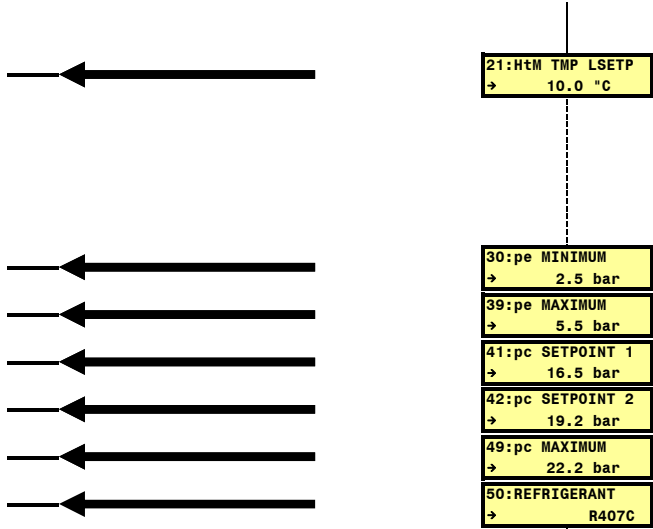 21:HtM TMP LSETP
→ 10.0 "C
30:pe MINIMUM
→ 2.5 bar
39:pe MAXIMUM
→ 5.5 bar
41:pc SETPOINT 1
→ 16.5 bar
42:pc SETPOINT 2
→ 19.2 bar
49:pc MAXIMUM
→ 22.2 bar
50:REFRIGERANT
→ R407C